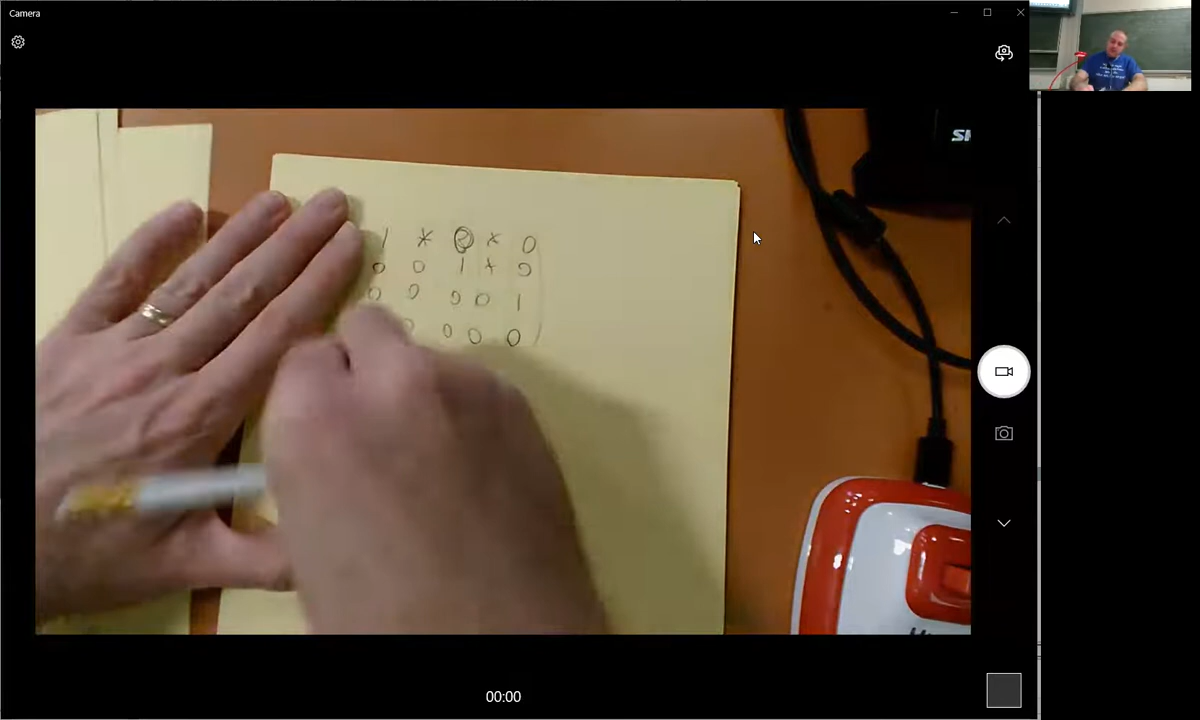 Camera
1 * 0 * 0
0 0 1 * 0
0 0 0 0 1
0 0 0 0
00:00